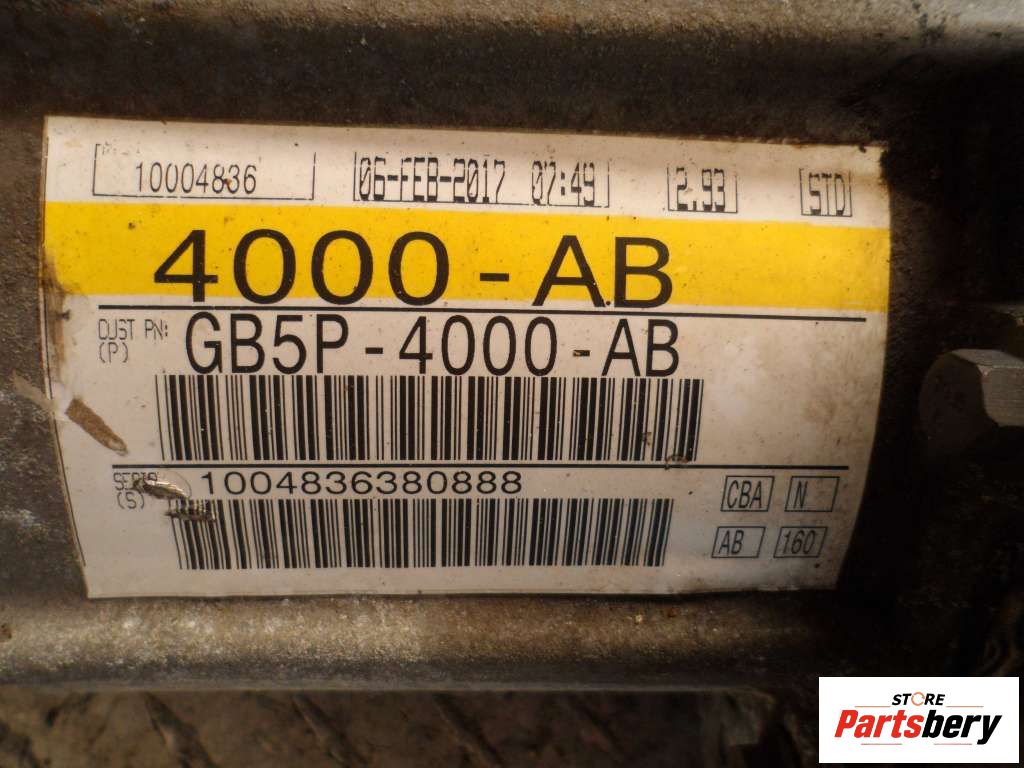 10004836 06-FEB-2017 07:49 2.93 STD
4000-AB
CUST PN: GB5P-4000-AB
(P)
1004836380888
(S)
CBA N
AB 160
STORE
Partsbery